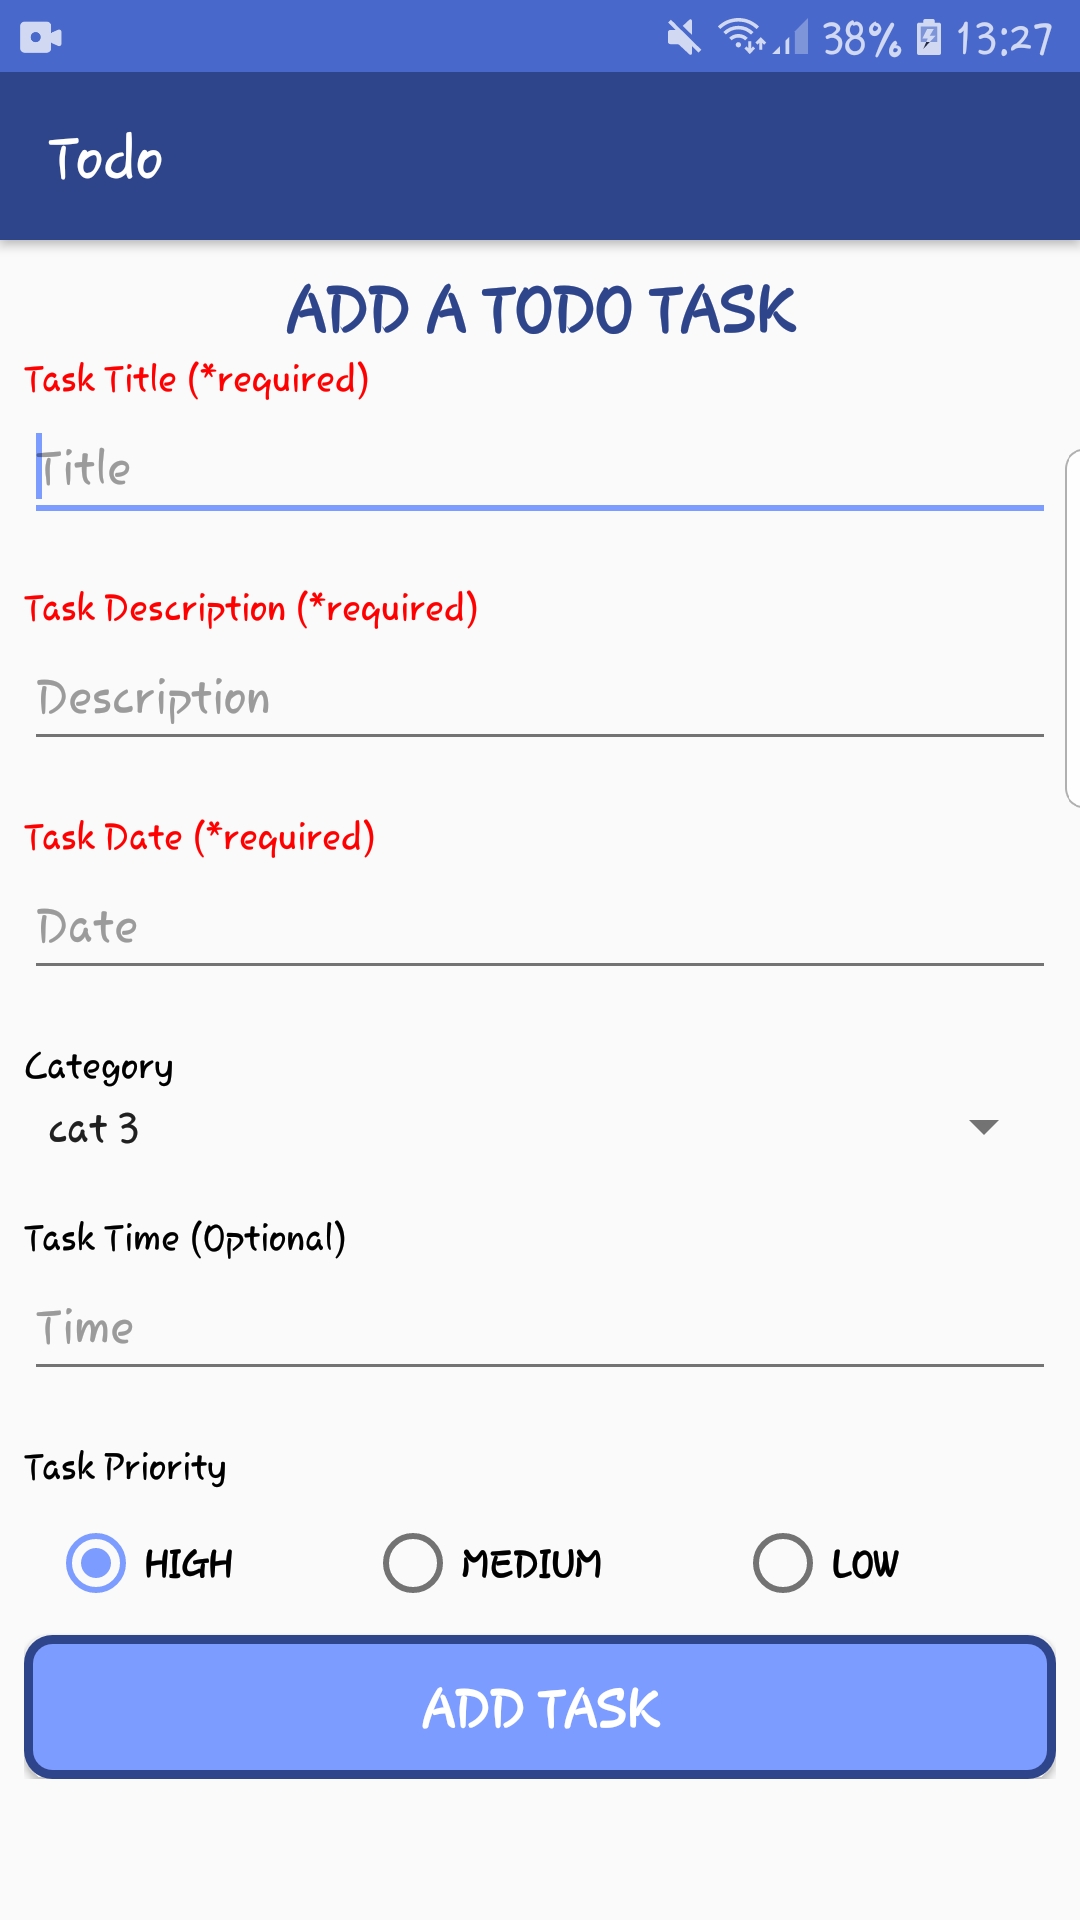 38% 13:27
Todo
ADD A TODO TASK
Task Title (*required)
Title
Task Description (*required)
Description
Task Date (*required)
Date
Category
cat 3
Task Time (Optional)
Time
Task Priority
HIGH MEDIUM LOW
ADD TASK